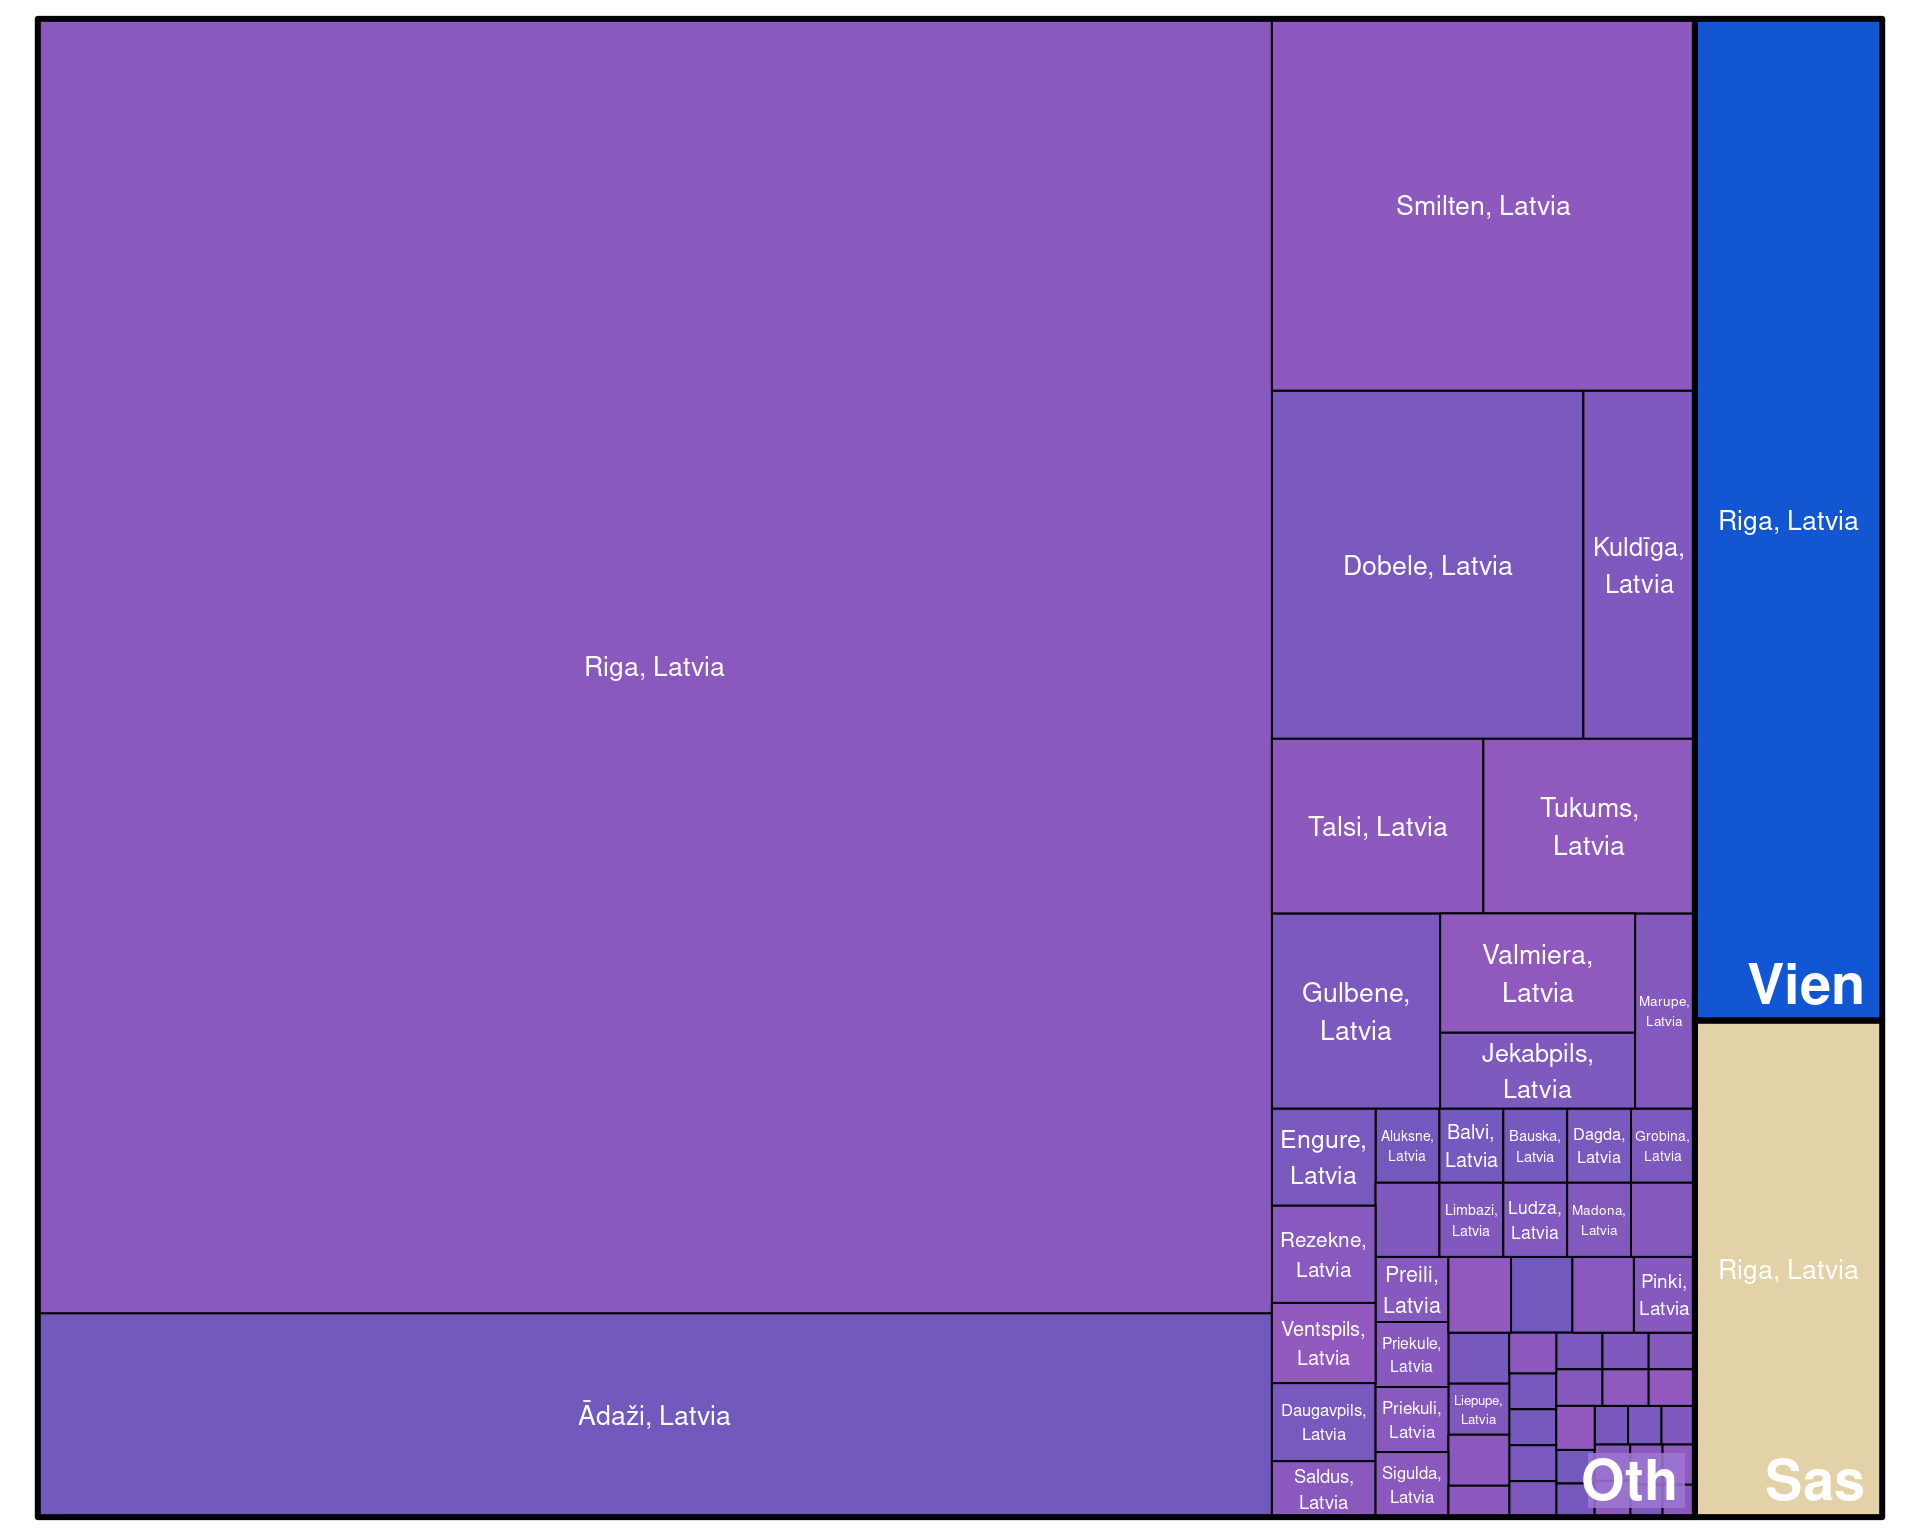 Riga, Latvia
Ādaži, Latvia
Smilten, Latvia
Dobele, Latvia
Kuldīga,
Latvia
Talsi, Latvia
Tukums,
Latvia
Gulbene,
Latvia
Valmiera,
Latvia
Jekabpils,
Latvia
Marupe,
Latvia
Engure,
Latvia
Rezekne,
Latvia
Ventspils,
Latvia
Daugavpils,
Latvia
Saldus,
Latvia
Aluksne,
Latvia
Balvi,
Latvia
Bauska,
Latvia
Dagda,
Latvia
Grobina,
Latvia
Limbazi,
Latvia
Ludza,
Latvia
Madona,
Latvia
Preili,
Latvia
Pinki,
Latvia
Priekule,
Latvia
Priekuli,
Latvia
Sigulda,
Latvia
Liepupe,
Latvia
Oth
Riga, Latvia
Vien
Riga, Latvia
Sas